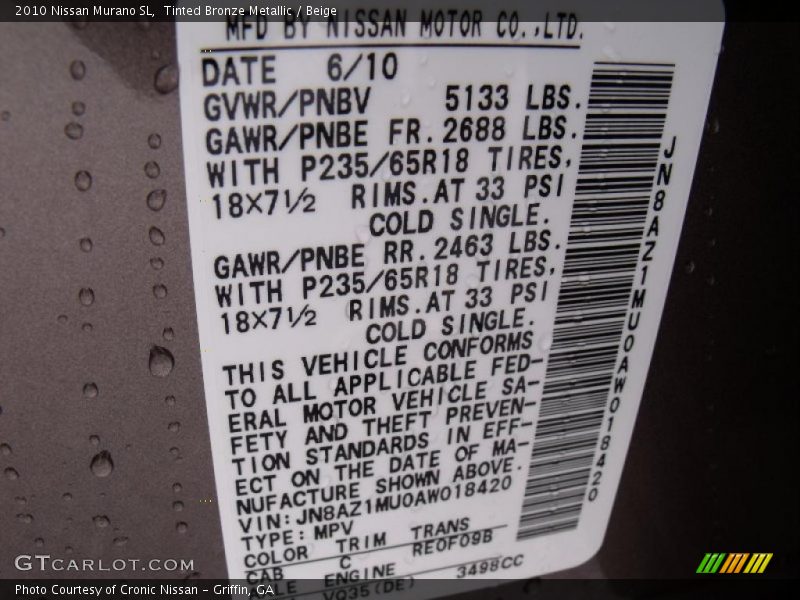 2010 Nissan Murano SL,  Tinted Bronze Metallic / Beige
MFD BY NISSAN MOTOR CO.,LTD.
DATE 6/10
GVWR/PNBV 5133 LBS.
GAWR/PNBE FR.2688 LBS.
WITH P235/65R18 TIRES,
18×7½ RIMS.AT 33 PSI
COLD SINGLE.
GAWR/PNBE RR.2463 LBS.
WITH P235/65R18 TIRES,
18×7½ RIMS.AT 33 PSI
COLD SINGLE.
THIS VEHICLE CONFORMS
TO ALL APPLICABLE FED-
ERAL MOTOR VEHICLE SA-
FETY AND THEFT PREVEN-
TION STANDARDS IN EFF-
ECT ON THE DATE OF MA-
NUFACTURE SHOWN ABOVE.
VIN:JN8AZ1MU0AW018420
TYPE:MPV
COLOR TRIM TRANS
CAB C RE0F09B
AXLE ENGINE 3498CC
VQ35(DE)
JN8AZ1MU0AW018420
GTCARLOT.COM
Photo Courtesy of Cronic Nissan - Griffin, GA